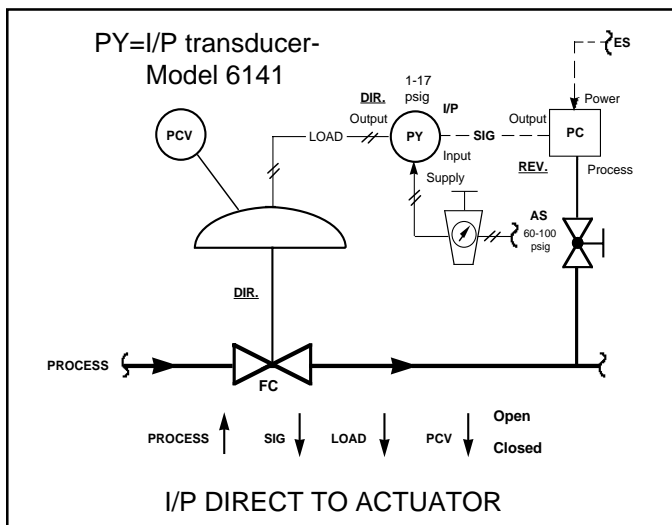 PY=I/P transducer-
Model 6141
ES
1-17
psig
DIR.
I/P
Power
Output
Output
PCV
LOAD
PY
SIG
PC
Input
REV.
Process
Supply
AS
60-100
psig
DIR.
PROCESS
FC
PROCESS
SIG
LOAD
PCV
Open
Closed
I/P DIRECT TO ACTUATOR